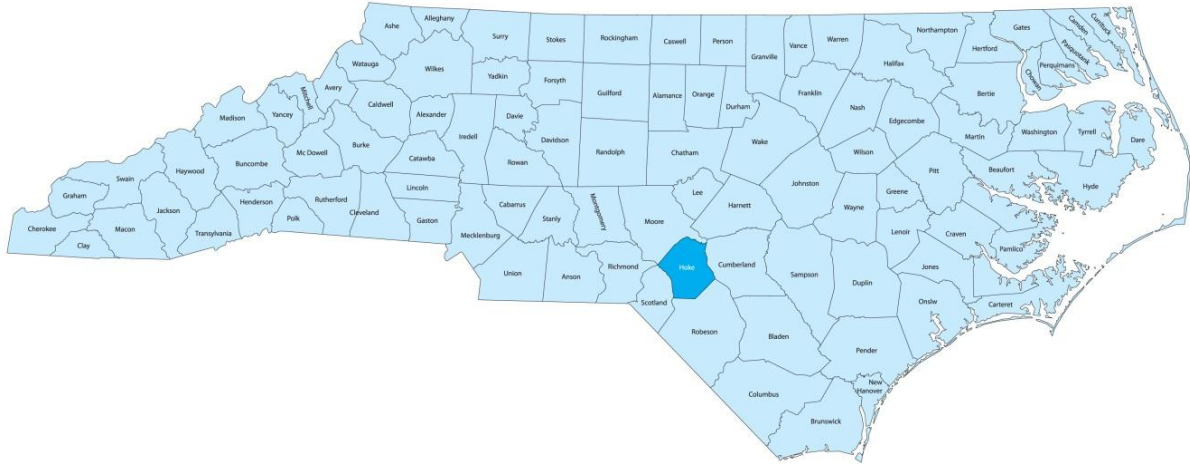 Ashe
Alleghany
Surry
Stokes
Rockingham
Caswell
Person
Granville
Vance
Warren
Northampton
Gates
Camden
Currituck
Pasquotank
Perquimans
Chowan
Hertford
Halifax
Watauga
Wilkes
Yadkin
Forsyth
Guilford
Alamance
Orange
Durham
Franklin
Nash
Edgecombe
Bertie
Mitchell
Avery
Caldwell
Alexander
Iredell
Davie
Davidson
Madison
Yancey
Martin
Washington
Tyrrell
Dare
Mc Dowell
Burke
Catawba
Rowan
Randolph
Chatham
Wake
Wilson
Pitt
Beaufort
Hyde
Swain
Haywood
Buncombe
Johnston
Greene
Graham
Jackson
Henderson
Rutherford
Lincoln
Cabarrus
Stanly
Montgomery
Moore
Lee
Harnett
Wayne
Lenoir
Craven
Pamlico
Cherokee
Macon
Transylvania
Polk
Cleveland
Gaston
Mecklenburg
Clay
Union
Anson
Richmond
Hoke
Cumberland
Sampson
Duplin
Jones
Onslw
Carteret
Scotland
Robeson
Bladen
Pender
Columbus
New
Hanover
Brunswick